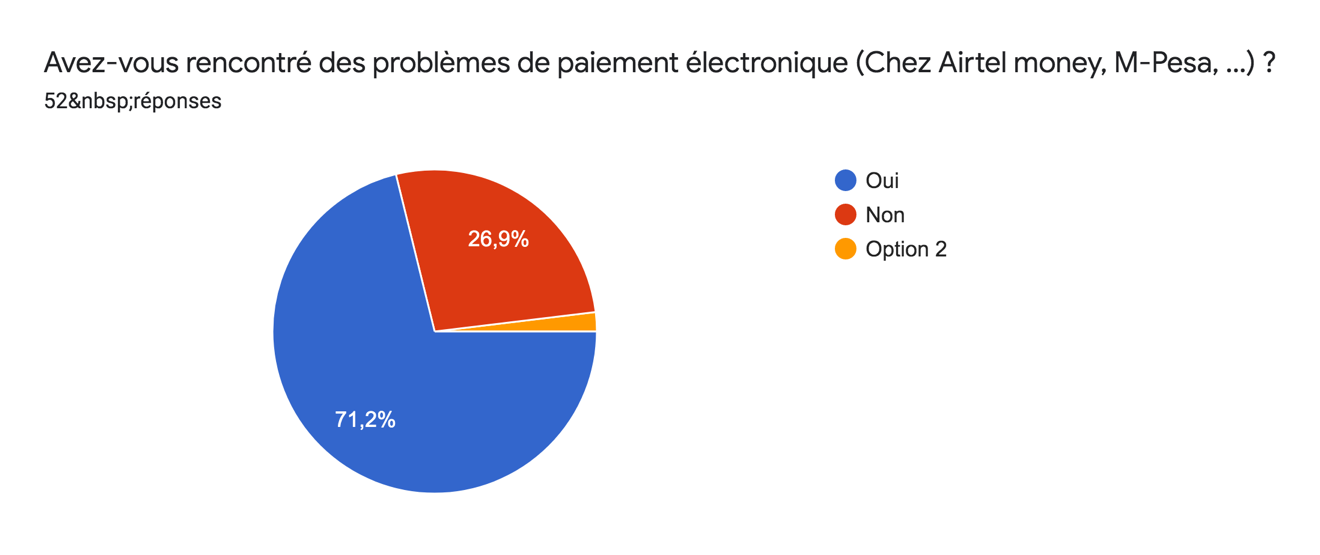 Avez-vous rencontré des problèmes de paiement électronique (Chez Airtel money, M-Pesa, ...) ?
52&nbsp;réponses
Oui
Non
Option 2
26,9%
71,2%